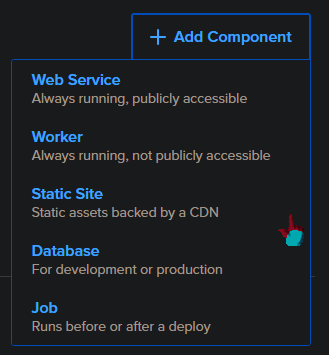 + Add Component
Web Service
Always running, publicly accessible
Worker
Always running, not publicly accessible
Static Site
Static assets backed by a CDN
Database
For development or production
Job
Runs before or after a deploy